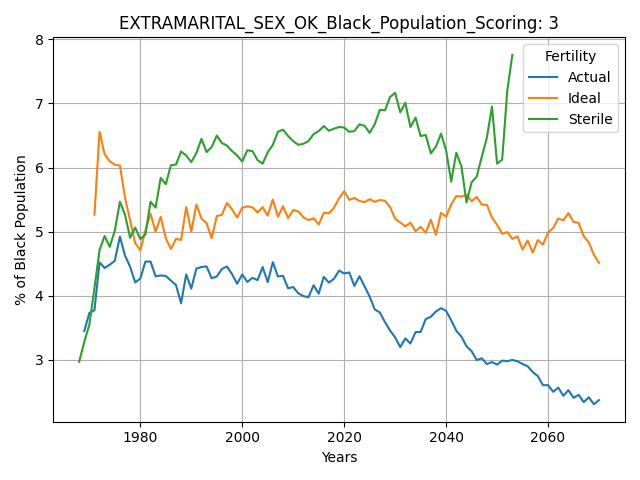 EXTRAMARITAL_SEX_OK_Black_Population_Scoring: 3
% of Black Population
8
7
6
5
4
3
Fertility
Actual
Ideal
Sterile
1980
2000
2020
2040
2060
Years